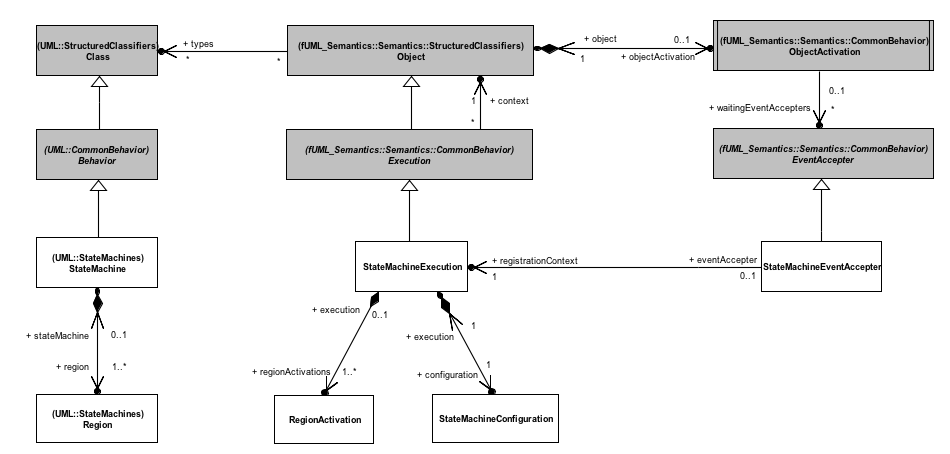 (UML::StructuredClassifiers)
Class
+ types
*
*
(fUML_Semantics::Semantics::StructuredClassifiers)
Object
+ object
1
0..1
+ objectActivation
(fUML_Semantics::Semantics::CommonBehavior)
ObjectActivation
1
+ context
*
0..1
+ waitingEventAccepters
*
(UML::CommonBehavior)
Behavior
(fUML_Semantics::Semantics::CommonBehavior)
Execution
(fUML_Semantics::Semantics::CommonBehavior)
EventAccepter
(UML::StateMachines)
StateMachine
StateMachineExecution
+ registrationContext
1
+ eventAccepter
0..1
StateMachineEventAccepter
+ stateMachine
0..1
+ region
1..*
+ execution
0..1
+ regionActivations
1..*
1
+ execution
1
+ configuration
(UML::StateMachines)
Region
RegionActivation
StateMachineConfiguration